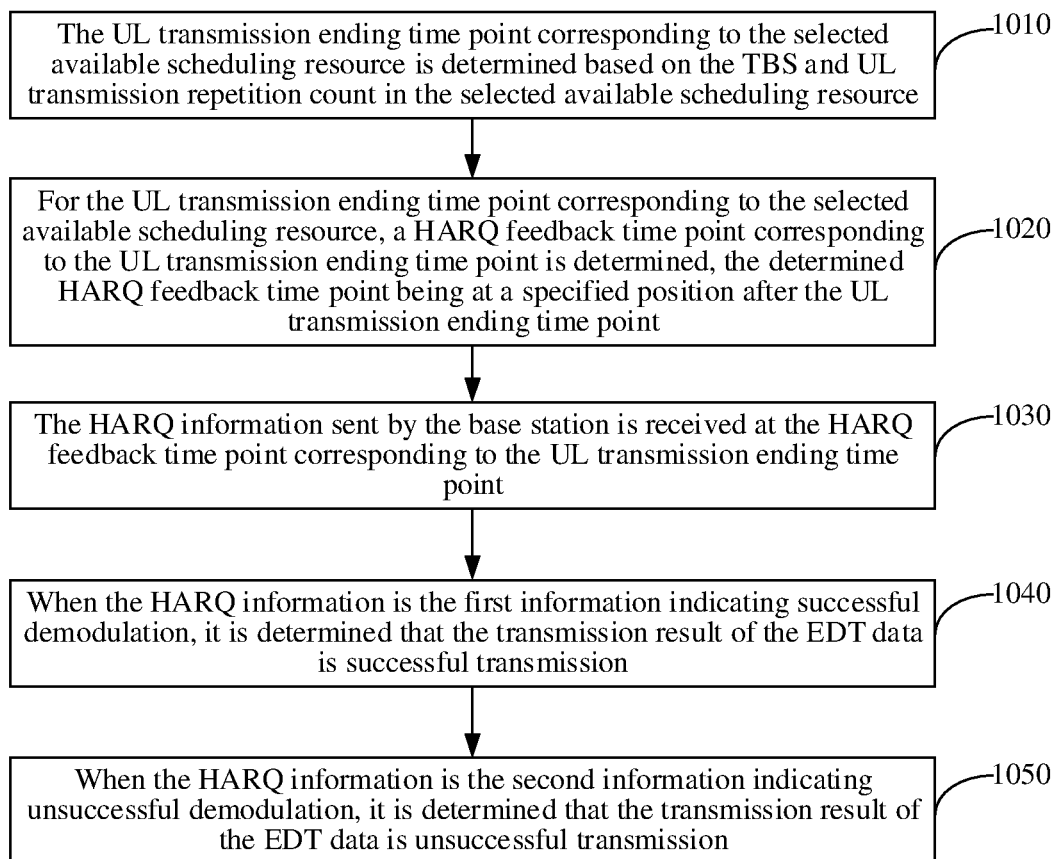 The UL transmission ending time point corresponding to the selected
available scheduling resource is determined based on the TBS and UL
transmission repetition count in the selected available scheduling resource
1010
For the UL transmission ending time point corresponding to the selected
available scheduling resource, a HARQ feedback time point corresponding
to the UL transmission ending time point is determined, the determined
HARQ feedback time point being at a specified position after the UL
transmission ending time point
1020
The HARQ information sent by the base station is received at the HARQ
feedback time point corresponding to the UL transmission ending time
point
1030
When the HARQ information is the first information indicating successful
demodulation, it is determined that the transmission result of the EDT data
is successful transmission
1040
When the HARQ information is the second information indicating
unsuccessful demodulation, it is determined that the transmission result of
the EDT data is unsuccessful transmission
1050